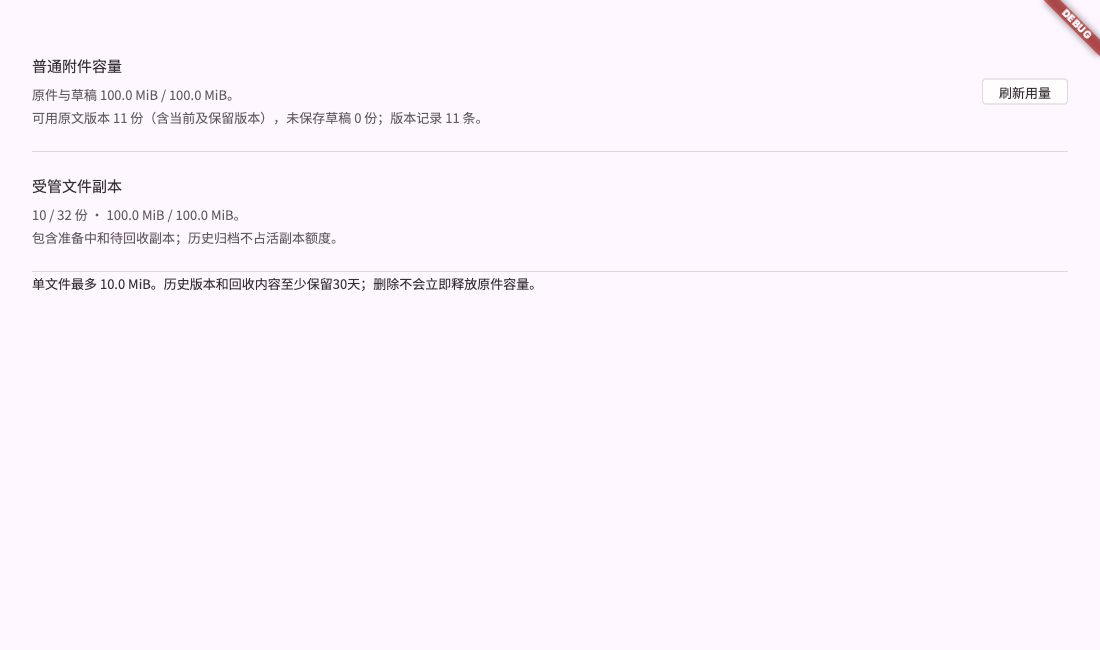 DEBUG
普通附件容量
原件与草稿 100.0 MiB / 100.0 MiB。
刷新用量
可用原文版本 11 份（含当前及保留版本），未保存草稿 0 份；版本记录 11 条。
受管文件副本
10 / 32 份 · 100.0 MiB / 100.0 MiB。
包含准备中和待回收副本；历史归档不占活副本额度。
单文件最多 10.0 MiB。历史版本和回收内容至少保留30天；删除不会立即释放原件容量。